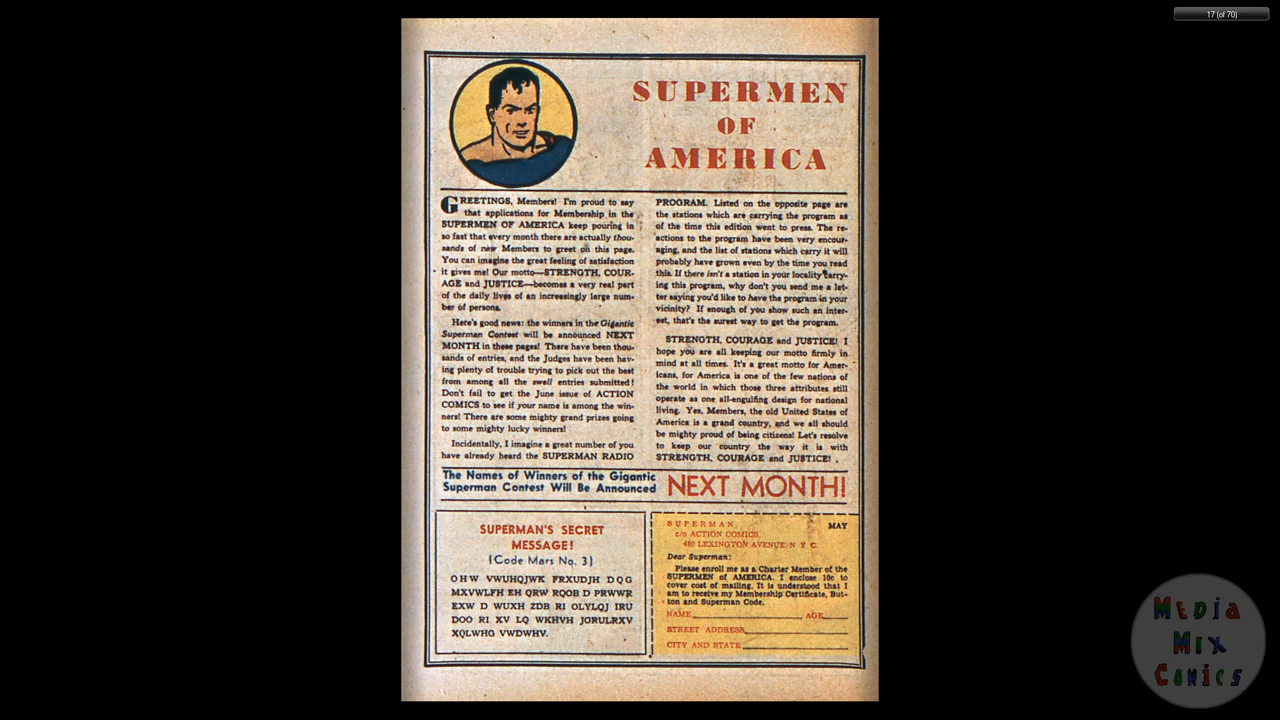 17 (of 70)
SUPERMEN
OF
AMERICA
GREETINGS, Members! I'm proud to say
that applications for Membership in the
SUPERMEN OF AMERICA keep pouring in
so fast that every month there are actually thou-
sands of new Members to greet on this page.
You can imagine the great feeling of satisfaction
it gives me! Our motto—STRENGTH, COUR-
AGE and JUSTICE—becomes a very real part
of the daily lives of an increasingly large num-
ber of persons.
Here's good news: the winners in the Gigantic
Superman Contest will be announced NEXT
MONTH in these pages! There have been thou-
sands of entries, and the Judges have been hav-
ing plenty of trouble trying to pick out the best
from among all the swell entries submitted!
Don't fail to get the June issue of ACTION
COMICS to see if your name is among the win-
ners! There are some mighty grand prizes going
to some mighty lucky winners!
Incidentally, I imagine a great number of you
have already heard the SUPERMAN RADIO
PROGRAM. Listed on the opposite page are
the stations which are carrying the program as
of the time this edition went to press. The re-
actions to the program have been very encour-
aging, and the list of stations which carry it will
probably have grown even by the time you read
this. If there isn't a station in your locality carry-
ing this program, why don't you send me a let-
ter saying you'd like to have the program in your
vicinity? If enough of you show such an inter-
est, that's the surest way to get the program.
STRENGTH, COURAGE and JUSTICE! I
hope you are all keeping our motto firmly in
mind at all times. It's a great motto for Amer-
icans, for America is one of the few nations of
the world in which those three attributes still
operate as one all-engulfing design for national
living. Yes, Members, the old United States of
America is a grand country, and we all should
be mighty proud of being citizens! Let's resolve
to keep our country the way it is with
STRENGTH, COURAGE and JUSTICE!
The Names of Winners of the Gigantic
Superman Contest Will Be Announced
NEXT MONTH!
SUPERMAN'S SECRET
MESSAGE!
(Code Mars No. 3)
OHW VWUHQJWK FRXUDJH DQG
MXVWLFH EH QRW RQOB D PRWWR
EXW D WUXH ZDB RI OLYLQJ IRU
DOO RI XV LQ WKHVH JORULRXV
XQLWHG VWDWHV.
SUPERMAN MAY
c/o ACTION COMICS,
480 LEXINGTON AVENUE, N. Y. C.
Dear Superman:
Please enroll me as a Charter Member of the
SUPERMEN of AMERICA. I enclose 10c to
cover cost of mailing. It is understood that I
am to receive my Membership Certificate, But-
ton and Superman Code.
NAME AGE
STREET ADDRESS
CITY AND STATE
MEDIA
MIX
COMICS